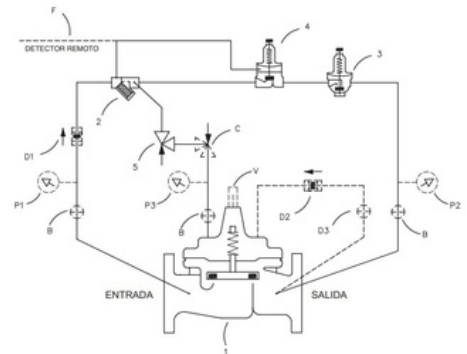 F
DETECTOR REMOTO
4
3
2
D1
5
C
V
D2
P1
P3
P2
B
B
D3
B
ENTRADA
SALIDA
1